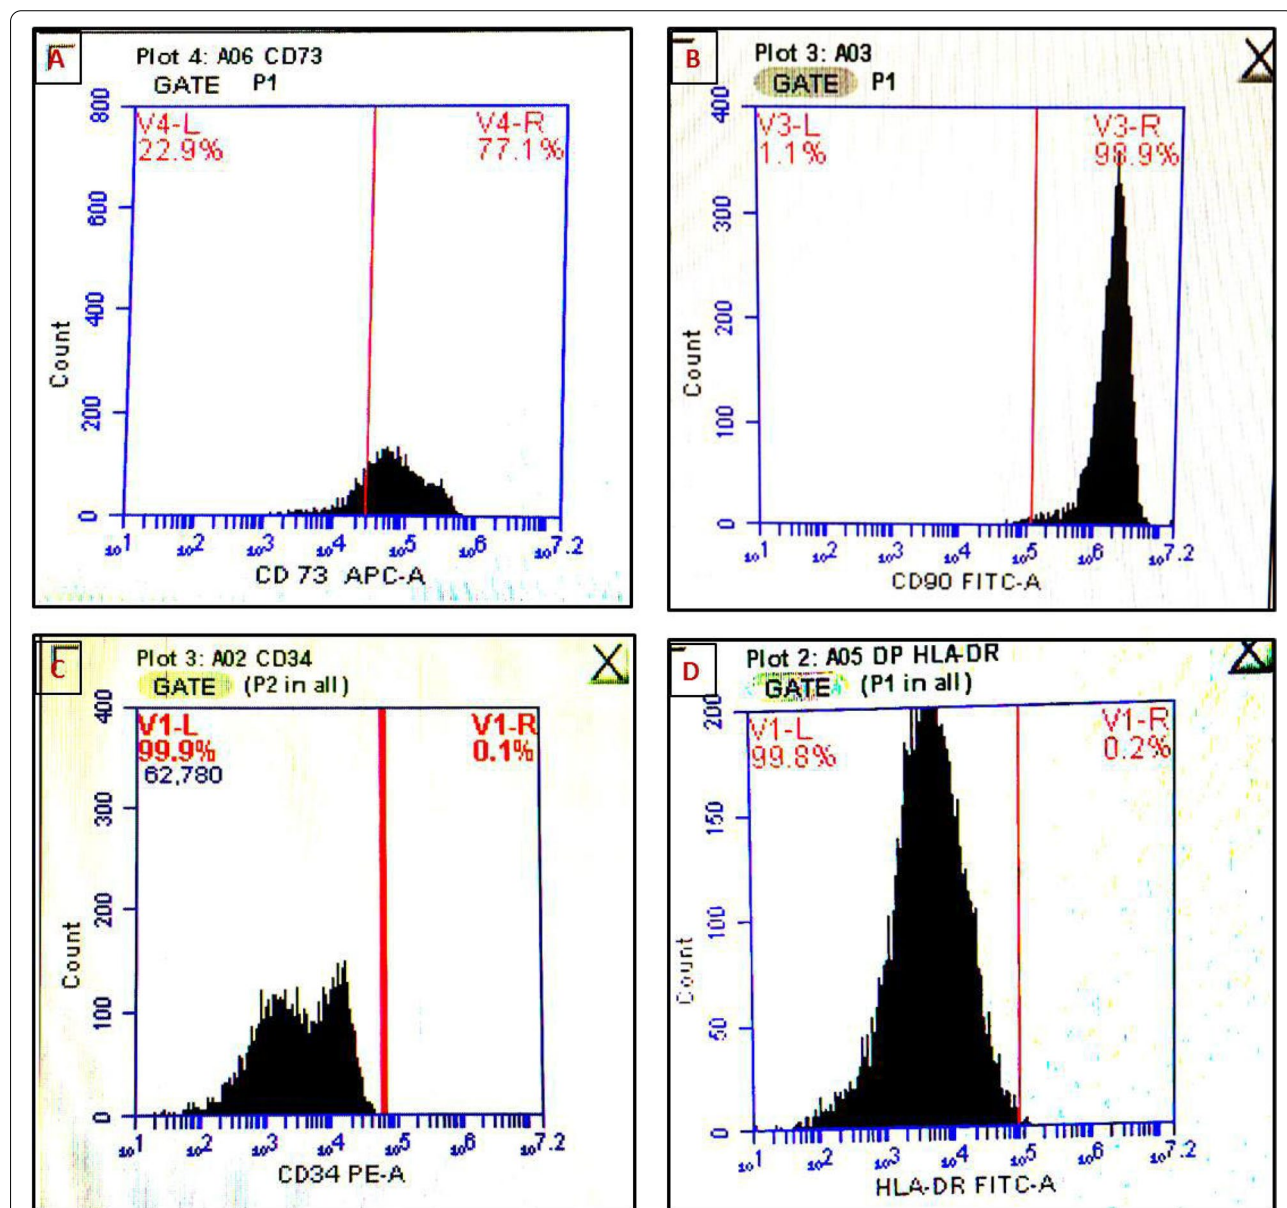 A
Plot 4: A06 CD73
GATE P1
V4-L
22.9%
V4-R
77.1%
800
600
400
200
0
Count
10^1 10^2 10^3 10^4 10^5 10^6 10^7.2
CD 73 APC-A
B
Plot 3: A03
GATE P1
X
V3-L
1.1%
V3-R
98.9%
400
300
200
100
0
Count
10^1 10^2 10^3 10^4 10^5 10^6 10^7.2
CD90 FITC-A
C
Plot 3: A02 CD34
GATE (P2 in all)
X
V1-L
99.9%
62,780
V1-R
0.1%
400
300
200
100
0
Count
10^1 10^2 10^3 10^4 10^5 10^6 10^7.2
CD34 PE-A
D
Plot 2: A05 DP HLA-DR
GATE (P1 in all)
X
V1-L
99.8%
V1-R
0.2%
200
150
100
50
0
Count
10^1 10^2 10^3 10^4 10^5 10^6 10^7.2
HLA-DR FITC-A